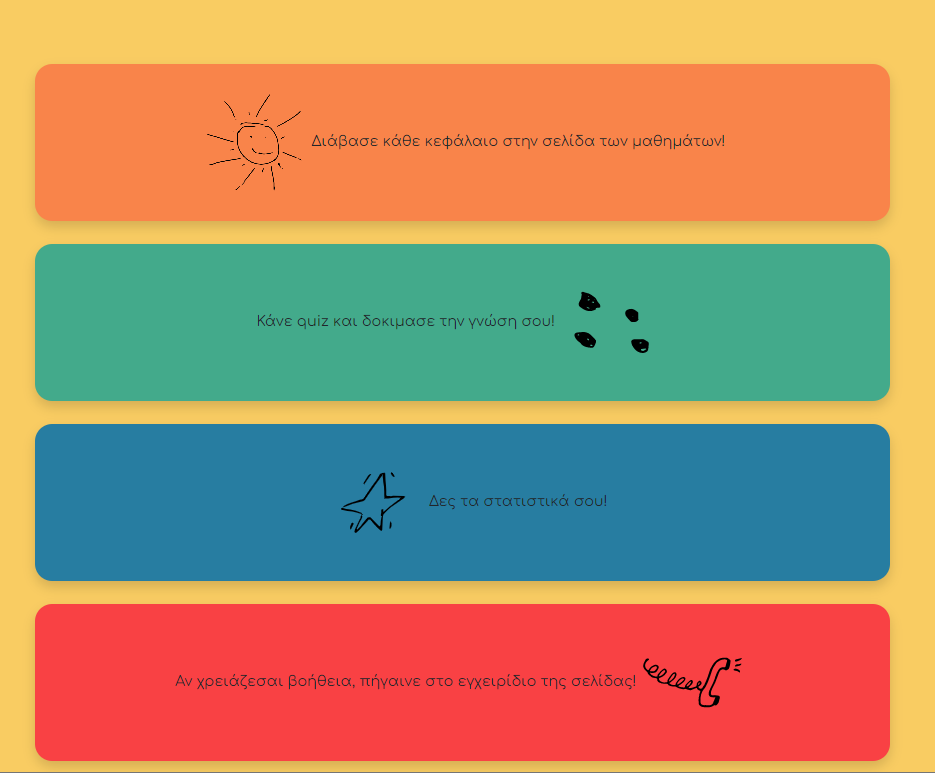 Διάβασε κάθε κεφάλαιο στην σελίδα των μαθημάτων!
Κάνε quiz και δοκιμασε την γνώση σου!
Δες τα στατιστικά σου!
Αν χρειάζεσαι βοήθεια, πήγαινε στο εγχειρίδιο της σελίδας!